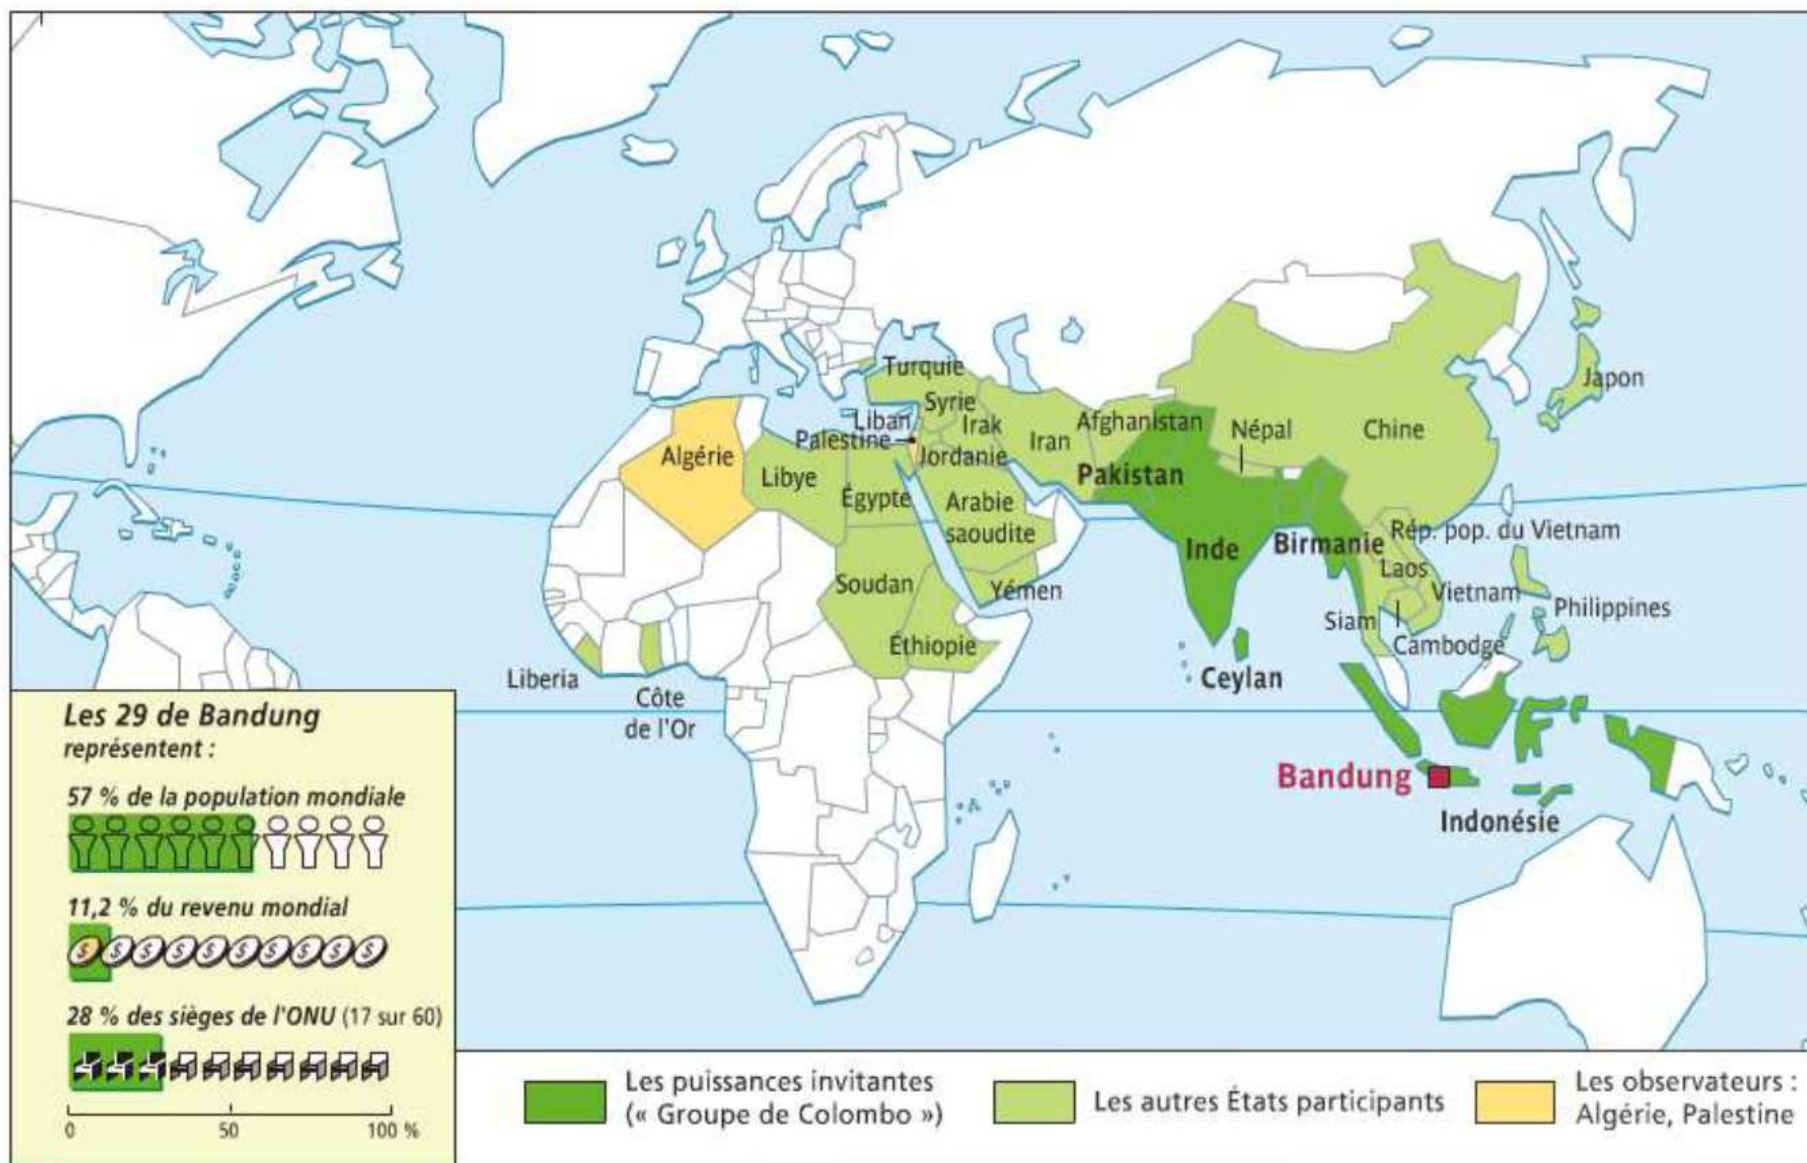 Turquie
Syrie
Liban
Irak
Palestine
Jordanie
Iran
Afghanistan
Népal
Chine
Japon
Algérie
Libye
Égypte
Arabie
saoudite
Pakistan
Inde
Birmanie
Rép. pop. du Vietnam
Laos
Vietnam
Soudan
Yémen
Siam
Cambodge
Philippines
Éthiopie
Liberia
Côte
de l'Or
Ceylan
Bandung
Indonésie
Les 29 de Bandung
représentent :
57 % de la population mondiale
11,2 % du revenu mondial
$ $ $ $ $ $ $ $ $ $
28 % des sièges de l'ONU (17 sur 60)
0 50 100 %
Les puissances invitantes
(« Groupe de Colombo »)
Les autres États participants
Les observateurs :
Algérie, Palestine